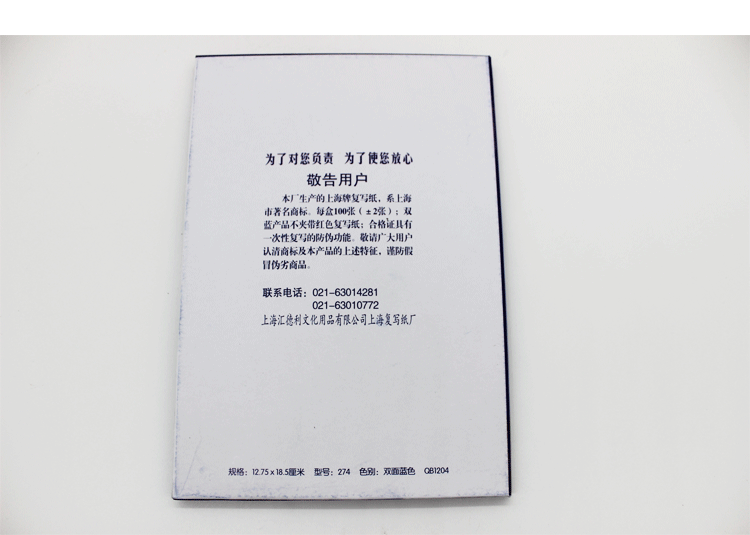 为了对您负责 为了使您放心
敬告用户
本厂生产的上海牌复写纸，系上海
市著名商标。每盒100张（±2张）；双
蓝产品不夹带红色复写纸；合格证具有
一次性复写的防伪功能。敬请广大用户
认清商标及本产品的上述特征，谨防假
冒伪劣商品。
联系电话：021-63014281
021-63010772
上海汇德利文化用品有限公司上海复写纸厂
规格：12.75×18.5厘米 型号：274 色别：双面蓝色 QB1204